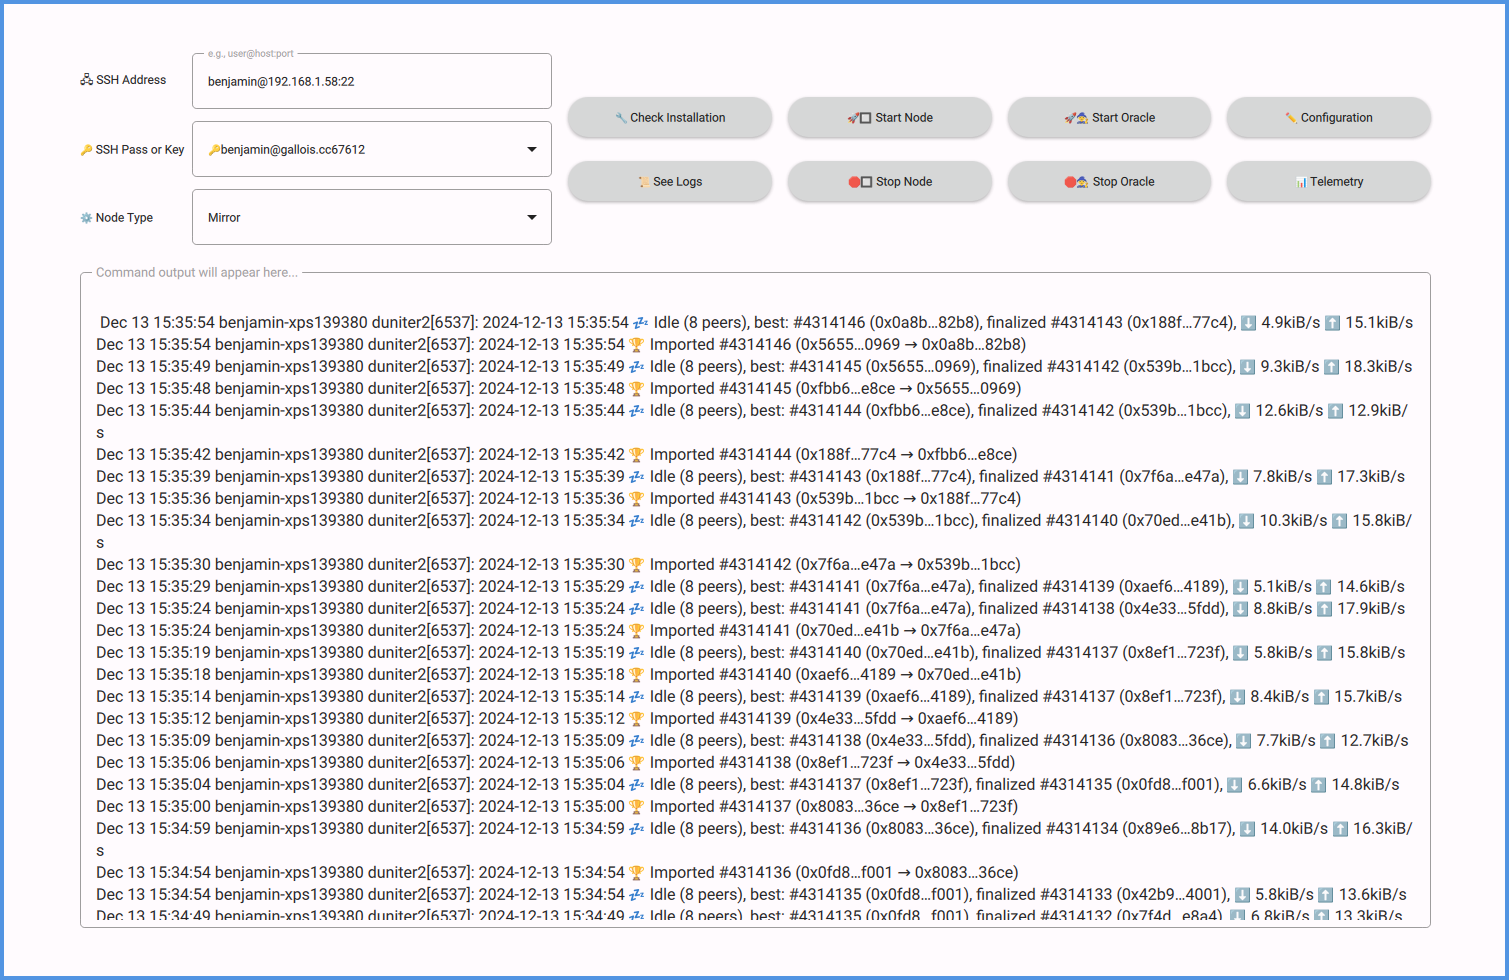 e.g., user@host:port
SSH Address
benjamin@192.168.1.58:22
SSH Pass or Key
🔑benjamin@gallois.cc67612
Node Type
Mirror
🔧 Check Installation
🚀🔲 Start Node
🚀🧙 Start Oracle
✏️ Configuration
📜 See Logs
🛑🔲 Stop Node
🛑🧙 Stop Oracle
📊 Telemetry
Command output will appear here...
Dec 13 15:35:54 benjamin-xps139380 duniter2[6537]: 2024-12-13 15:35:54 💤 Idle (8 peers), best: #4314146 (0x0a8b…82b8), finalized #4314143 (0x188f…77c4), ⬇️ 4.9kiB/s ⬆️ 15.1kiB/s
Dec 13 15:35:54 benjamin-xps139380 duniter2[6537]: 2024-12-13 15:35:54 🏆 Imported #4314146 (0x5655…0969 → 0x0a8b…82b8)
Dec 13 15:35:49 benjamin-xps139380 duniter2[6537]: 2024-12-13 15:35:49 💤 Idle (8 peers), best: #4314145 (0x5655…0969), finalized #4314142 (0x539b…1bcc), ⬇️ 9.3kiB/s ⬆️ 18.3kiB/s
Dec 13 15:35:48 benjamin-xps139380 duniter2[6537]: 2024-12-13 15:35:48 🏆 Imported #4314145 (0xfbb6…e8ce → 0x5655…0969)
Dec 13 15:35:44 benjamin-xps139380 duniter2[6537]: 2024-12-13 15:35:44 💤 Idle (8 peers), best: #4314144 (0xfbb6…e8ce), finalized #4314142 (0x539b…1bcc), ⬇️ 12.6kiB/s ⬆️ 12.9kiB/
s
Dec 13 15:35:42 benjamin-xps139380 duniter2[6537]: 2024-12-13 15:35:42 🏆 Imported #4314144 (0x188f…77c4 → 0xfbb6…e8ce)
Dec 13 15:35:39 benjamin-xps139380 duniter2[6537]: 2024-12-13 15:35:39 💤 Idle (8 peers), best: #4314143 (0x188f…77c4), finalized #4314141 (0x7f6a…e47a), ⬇️ 7.8kiB/s ⬆️ 17.3kiB/s
Dec 13 15:35:36 benjamin-xps139380 duniter2[6537]: 2024-12-13 15:35:36 🏆 Imported #4314143 (0x539b…1bcc → 0x188f…77c4)
Dec 13 15:35:34 benjamin-xps139380 duniter2[6537]: 2024-12-13 15:35:34 💤 Idle (8 peers), best: #4314142 (0x539b…1bcc), finalized #4314140 (0x70ed…e41b), ⬇️ 10.3kiB/s ⬆️ 15.8kiB/
s
Dec 13 15:35:30 benjamin-xps139380 duniter2[6537]: 2024-12-13 15:35:30 🏆 Imported #4314142 (0x7f6a…e47a → 0x539b…1bcc)
Dec 13 15:35:29 benjamin-xps139380 duniter2[6537]: 2024-12-13 15:35:29 💤 Idle (8 peers), best: #4314141 (0x7f6a…e47a), finalized #4314139 (0xaef6…4189), ⬇️ 5.1kiB/s ⬆️ 14.6kiB/s
Dec 13 15:35:24 benjamin-xps139380 duniter2[6537]: 2024-12-13 15:35:24 💤 Idle (8 peers), best: #4314141 (0x7f6a…e47a), finalized #4314138 (0x4e33…5fdd), ⬇️ 8.8kiB/s ⬆️ 17.9kiB/s
Dec 13 15:35:24 benjamin-xps139380 duniter2[6537]: 2024-12-13 15:35:24 🏆 Imported #4314141 (0x70ed…e41b → 0x7f6a…e47a)
Dec 13 15:35:19 benjamin-xps139380 duniter2[6537]: 2024-12-13 15:35:19 💤 Idle (8 peers), best: #4314140 (0x70ed…e41b), finalized #4314137 (0x8ef1…723f), ⬇️ 5.8kiB/s ⬆️ 15.8kiB/s
Dec 13 15:35:18 benjamin-xps139380 duniter2[6537]: 2024-12-13 15:35:18 🏆 Imported #4314140 (0xaef6…4189 → 0x70ed…e41b)
Dec 13 15:35:14 benjamin-xps139380 duniter2[6537]: 2024-12-13 15:35:14 💤 Idle (8 peers), best: #4314139 (0xaef6…4189), finalized #4314137 (0x8ef1…723f), ⬇️ 8.4kiB/s ⬆️ 15.7kiB/s
Dec 13 15:35:12 benjamin-xps139380 duniter2[6537]: 2024-12-13 15:35:12 🏆 Imported #4314139 (0x4e33…5fdd → 0xaef6…4189)
Dec 13 15:35:09 benjamin-xps139380 duniter2[6537]: 2024-12-13 15:35:09 💤 Idle (8 peers), best: #4314138 (0x4e33…5fdd), finalized #4314136 (0x8083…36ce), ⬇️ 7.7kiB/s ⬆️ 12.7kiB/s
Dec 13 15:35:06 benjamin-xps139380 duniter2[6537]: 2024-12-13 15:35:06 🏆 Imported #4314138 (0x8ef1…723f → 0x4e33…5fdd)
Dec 13 15:35:04 benjamin-xps139380 duniter2[6537]: 2024-12-13 15:35:04 💤 Idle (8 peers), best: #4314137 (0x8ef1…723f), finalized #4314135 (0x0fd8…f001), ⬇️ 6.6kiB/s ⬆️ 14.8kiB/s
Dec 13 15:35:00 benjamin-xps139380 duniter2[6537]: 2024-12-13 15:35:00 🏆 Imported #4314137 (0x8083…36ce → 0x8ef1…723f)
Dec 13 15:34:59 benjamin-xps139380 duniter2[6537]: 2024-12-13 15:34:59 💤 Idle (8 peers), best: #4314136 (0x8083…36ce), finalized #4314134 (0x89e6…8b17), ⬇️ 14.0kiB/s ⬆️ 16.3kiB/
s
Dec 13 15:34:54 benjamin-xps139380 duniter2[6537]: 2024-12-13 15:34:54 🏆 Imported #4314136 (0x0fd8…f001 → 0x8083…36ce)
Dec 13 15:34:54 benjamin-xps139380 duniter2[6537]: 2024-12-13 15:34:54 💤 Idle (8 peers), best: #4314135 (0x0fd8…f001), finalized #4314133 (0x42b9…4001), ⬇️ 5.8kiB/s ⬆️ 13.6kiB/s
Dec 13 15:34:49 benjamin-xps139380 duniter2[6537]: 2024-12-13 15:34:49 💤 Idle (8 peers), best: #4314135 (0x0fd8…f001), finalized #4314132 (0x7f4d…e8a4), ⬇️ 6.8kiB/s ⬆️ 13.3kiB/s